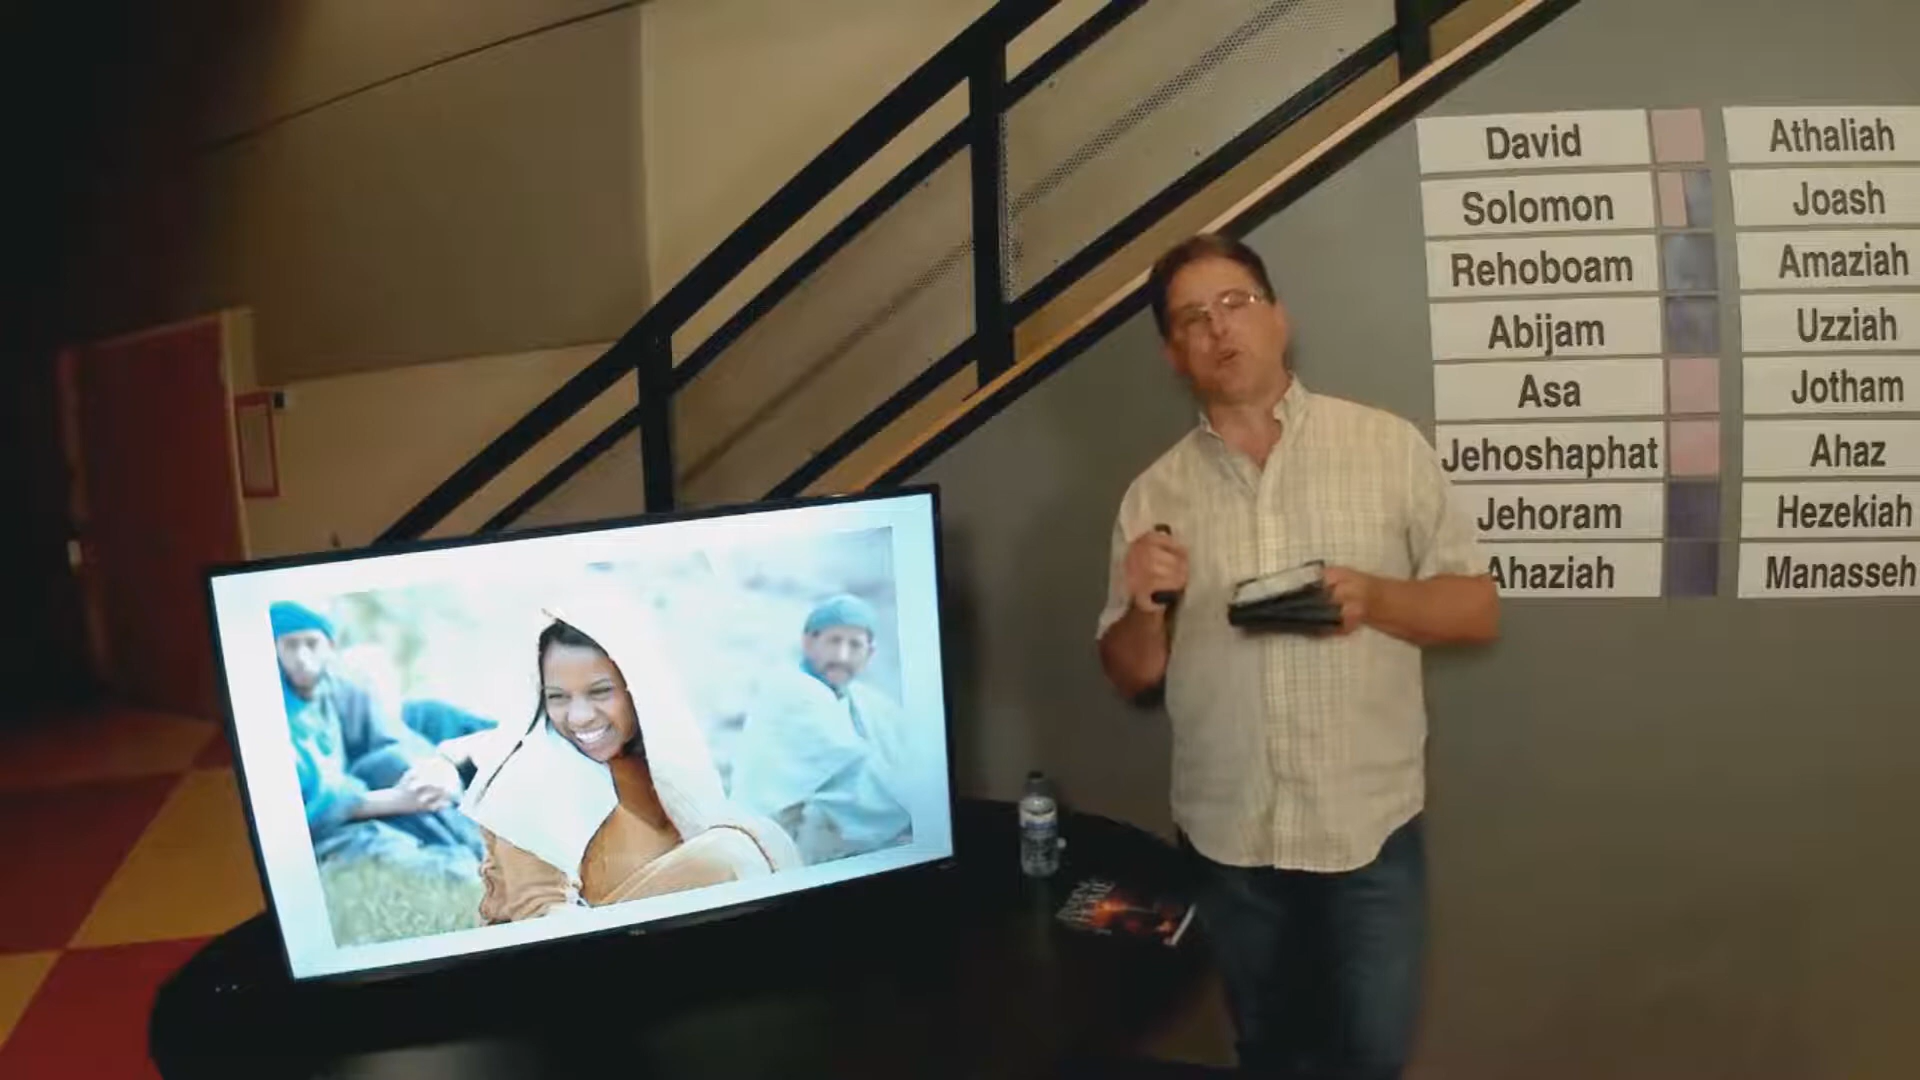 David
Solomon
Rehoboam
Abijam
Asa
Jehoshaphat
Jehoram
Ahaziah
Athaliah
Joash
Amaziah
Uzziah
Jotham
Ahaz
Hezekiah
Manasseh